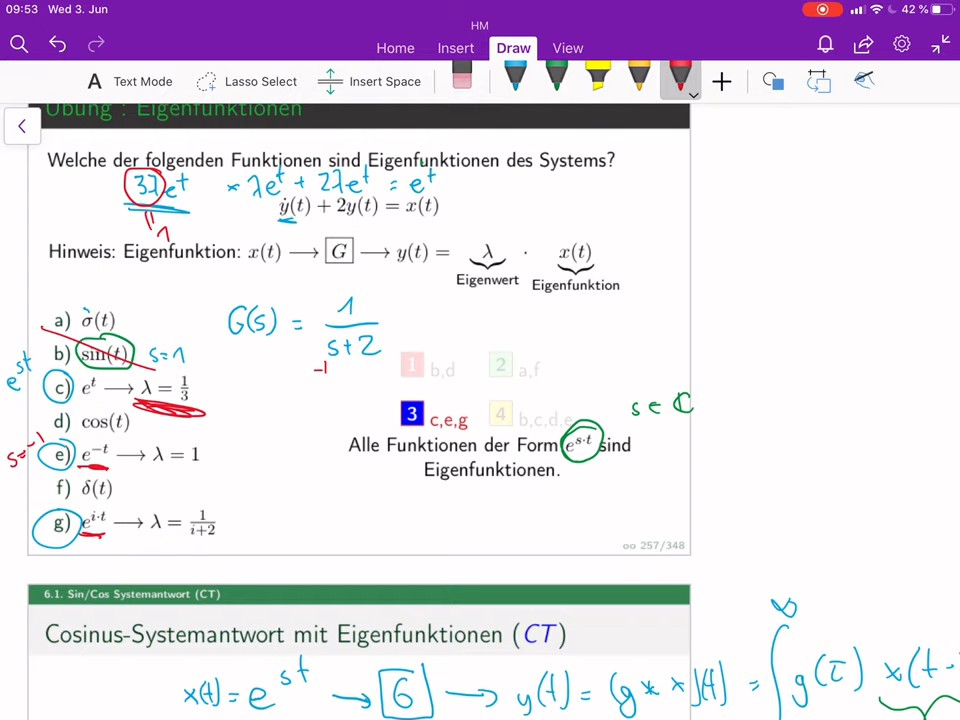 09:53 Wed 3. Jun
42 %
HM
Home Insert Draw View
A Text Mode Lasso Select Insert Space
Übung : Eigenfunktionen
Welche der folgenden Funktionen sind Eigenfunktionen des Systems?
3λe^t × λe^t + 2λe^t = e^t
ẏ(t) + 2y(t) = x(t)
1
Hinweis: Eigenfunktion: x(t) ⟶ G ⟶ y(t) = λ · x(t)
Eigenwert Eigenfunktion
G(s) = 1/(s+2)
-1
a) σ(t)
b) sin(t) s=1
e^st
c) e^t ⟶ λ = 1/3
d) cos(t)
s=-1
e) e^-t ⟶ λ = 1
f) δ(t)
g) e^i·t ⟶ λ = 1/(i+2)
1 b,d 2 a,f
3 c,e,g 4 b,c,d,e
s ∈ ℂ
Alle Funktionen der Form e^s·t sind
Eigenfunktionen.
257/348
6.1. Sin/Cos Systemantwort (CT)
Cosinus-Systemantwort mit Eigenfunktionen (CT)
x(t) = e^st → G → y(t) = (g * x)(t) = ∫^∞ g(τ) x(t-